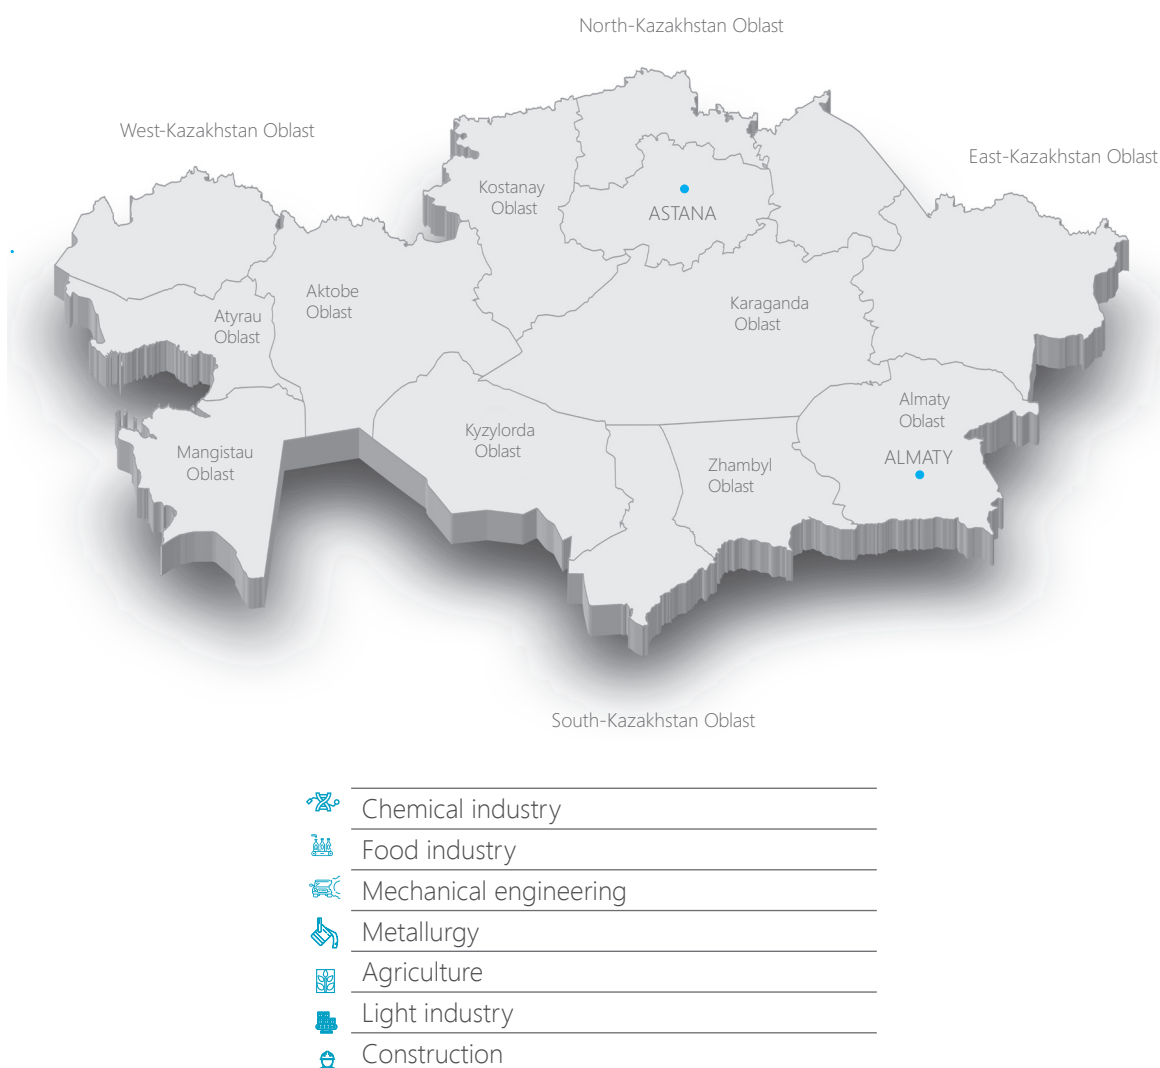 North-Kazakhstan Oblast
West-Kazakhstan Oblast
East-Kazakhstan Oblast
Kostanay
Oblast
ASTANA
Aktobe
Oblast
Karaganda
Oblast
Atyrau
Oblast
Almaty
Oblast
Kyzylorda
Oblast
Mangistau
Oblast
Zhambyl
Oblast
ALMATY
South-Kazakhstan Oblast
Chemical industry
Food industry
Mechanical engineering
Metallurgy
Agriculture
Light industry
Construction